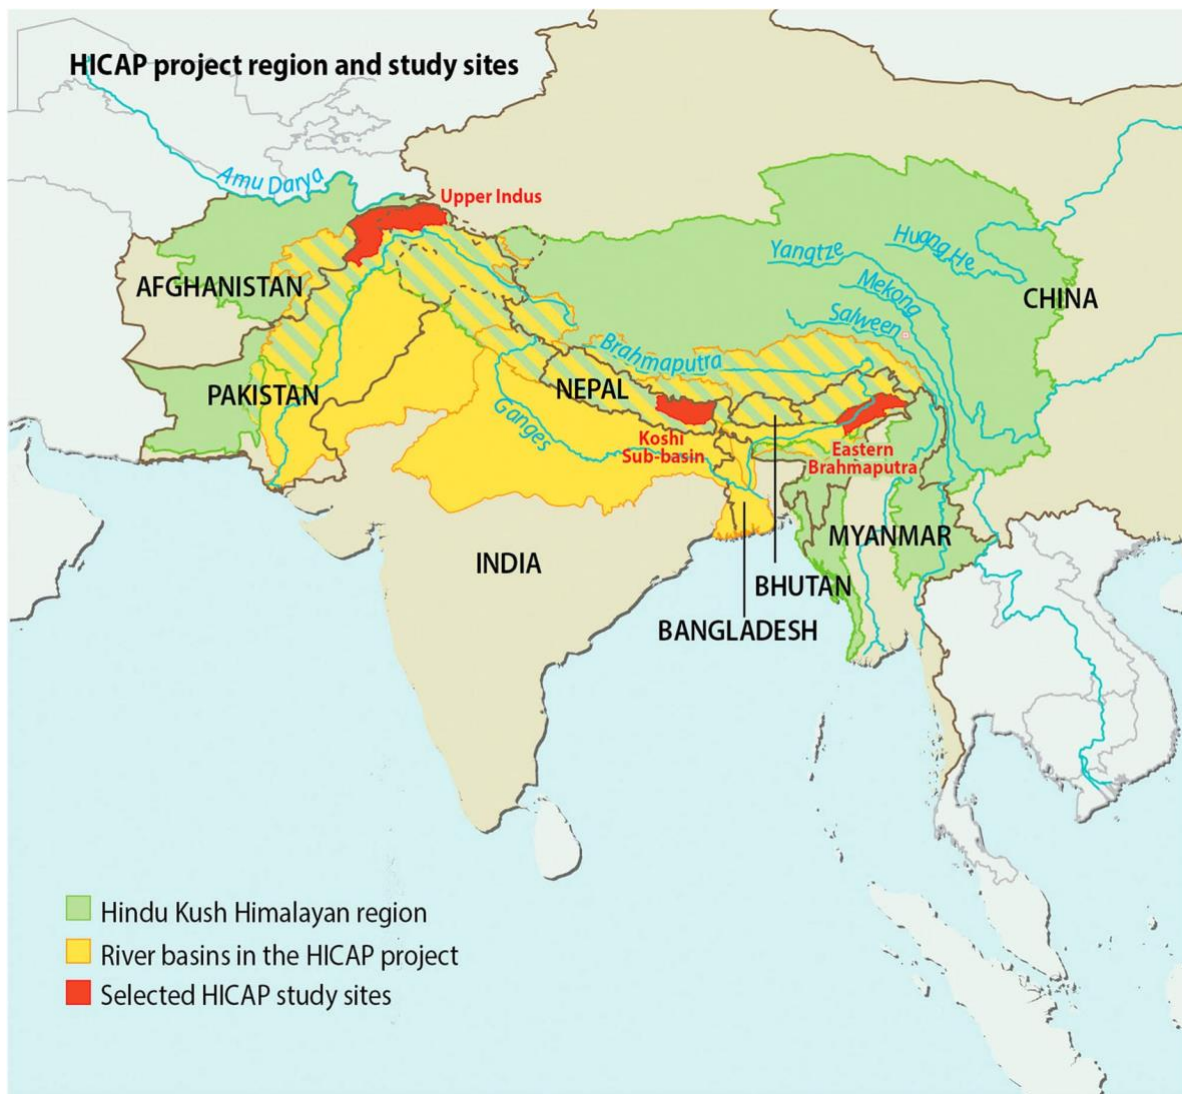 HICAP project region and study sites
Amu Darya
Upper Indus
Huang He
Yangtze
AFGHANISTAN
Mekong
CHINA
Salween
Brahmaputra
NEPAL
PAKISTAN
Ganges
Koshi
Sub-basin
Eastern
Brahmaputra
MYANMAR
INDIA
BHUTAN
BANGLADESH
Hindu Kush Himalayan region
River basins in the HICAP project
Selected HICAP study sites